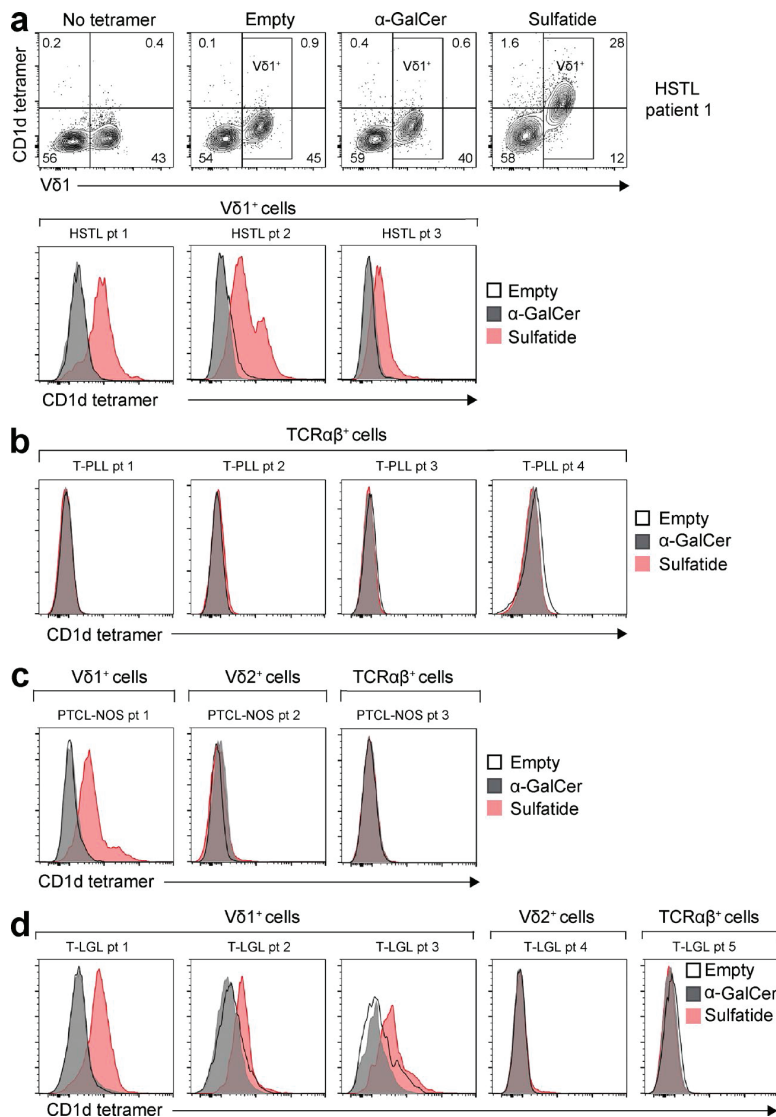 a
No tetramer
Empty
α-GalCer
Sulfatide
0.2
0.4
0.1
0.9
0.4
0.6
1.6
28
Vδ1⁺
Vδ1⁺
Vδ1⁺
CD1d tetramer
HSTL
patient 1
56
43
54
45
59
40
58
12
Vδ1
Vδ1⁺ cells
HSTL pt 1
HSTL pt 2
HSTL pt 3
Empty
α-GalCer
Sulfatide
CD1d tetramer
b
TCRαβ⁺ cells
T-PLL pt 1
T-PLL pt 2
T-PLL pt 3
T-PLL pt 4
Empty
α-GalCer
Sulfatide
CD1d tetramer
c
Vδ1⁺ cells
Vδ2⁺ cells
TCRαβ⁺ cells
PTCL-NOS pt 1
PTCL-NOS pt 2
PTCL-NOS pt 3
Empty
α-GalCer
Sulfatide
CD1d tetramer
d
Vδ1⁺ cells
Vδ2⁺ cells
TCRαβ⁺ cells
T-LGL pt 1
T-LGL pt 2
T-LGL pt 3
T-LGL pt 4
T-LGL pt 5
Empty
α-GalCer
Sulfatide
CD1d tetramer